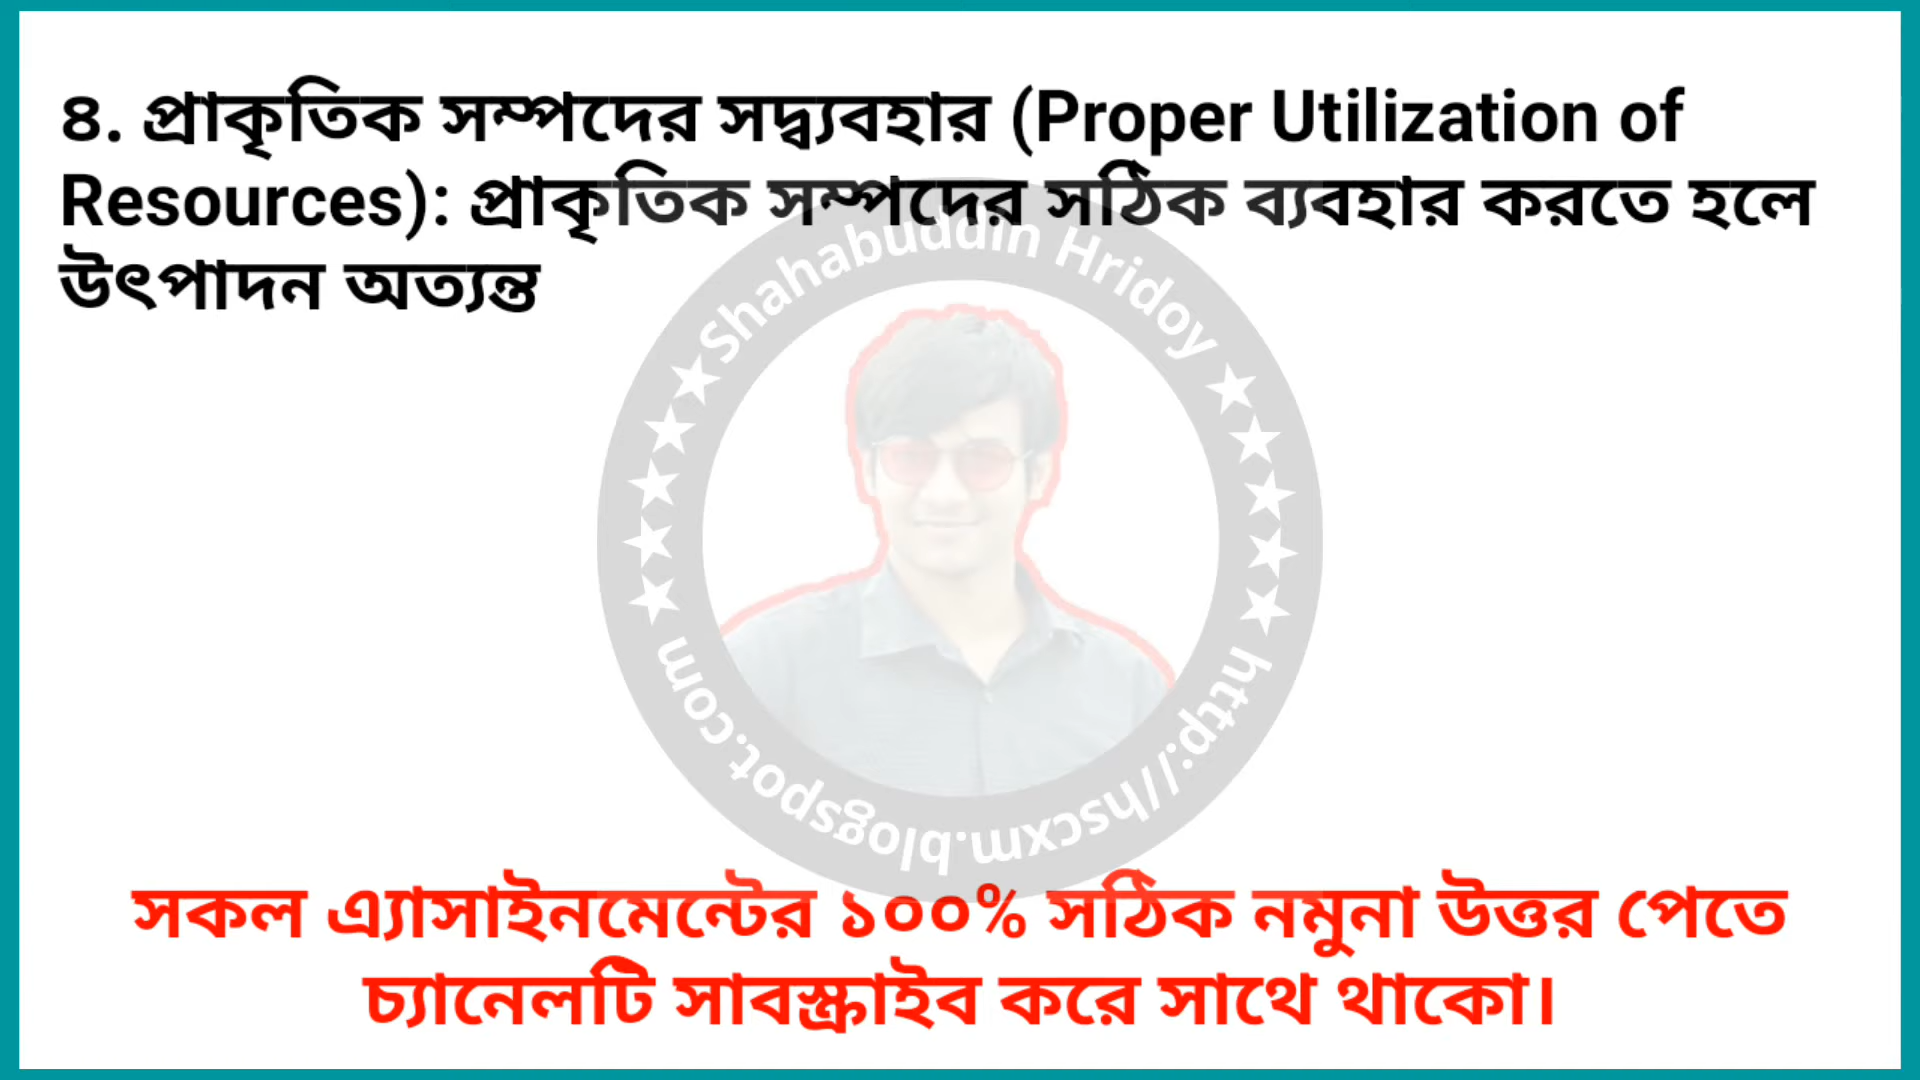 ৪. প্রাকৃতিক সম্পদের সদ্ব্যবহার (Proper Utilization of
Resources): প্রাকৃতিক সম্পদের সঠিক ব্যবহার করতে হলে
উৎপাদন অত্যন্ত
Shahabuddin Hridoy
http://hscxm.blogspot.com
সকল এ্যাসাইনমেন্টের ১০০% সঠিক নমুনা উত্তর পেতে
চ্যানেলটি সাবস্ক্রাইব করে সাথে থাকো।